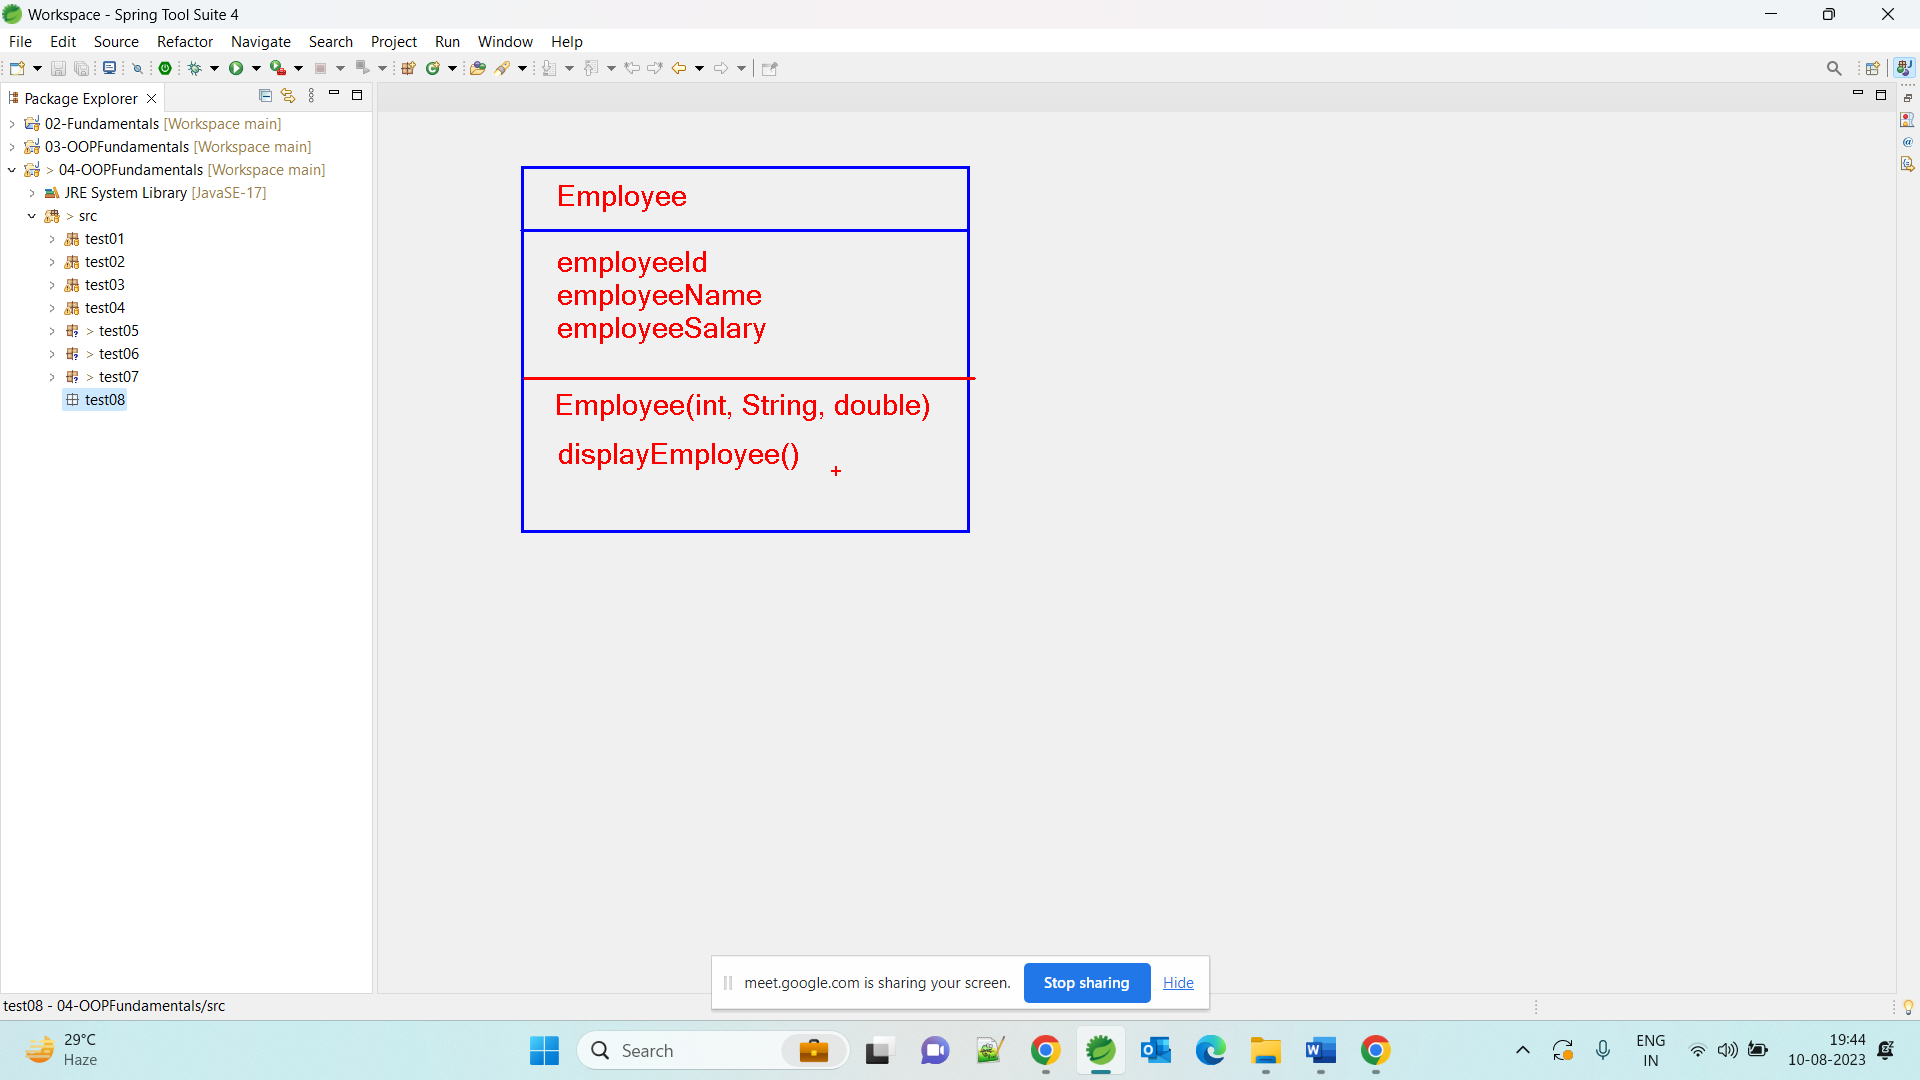 Workspace - Spring Tool Suite 4
File Edit Source Refactor Navigate Search Project Run Window Help
Package Explorer
02-Fundamentals [Workspace main]
03-OOPFundamentals [Workspace main]
> 04-OOPFundamentals [Workspace main]
JRE System Library [JavaSE-17]
> src
test01
test02
test03
test04
> test05
> test06
> test07
test08
Employee
employeeId
employeeName
employeeSalary
Employee(int, String, double)
displayEmployee()
meet.google.com is sharing your screen. Stop sharing Hide
test08 - 04-OOPFundamentals/src
29°C
Haze
Search
ENG
IN
19:44
10-08-2023